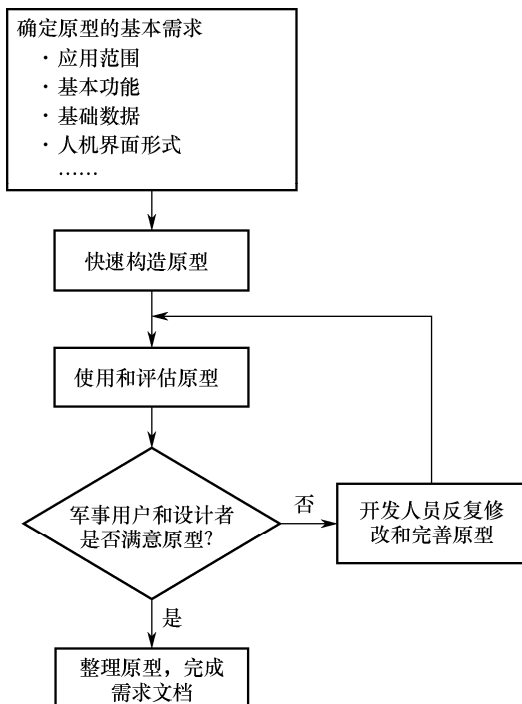 确定原型的基本需求
· 应用范围
· 基本功能
· 基础数据
· 人机界面形式
……
快速构造原型
使用和评估原型
军事用户和设计者
是否满意原型?
否
开发人员反复修
改和完善原型
是
整理原型，完成
需求文档